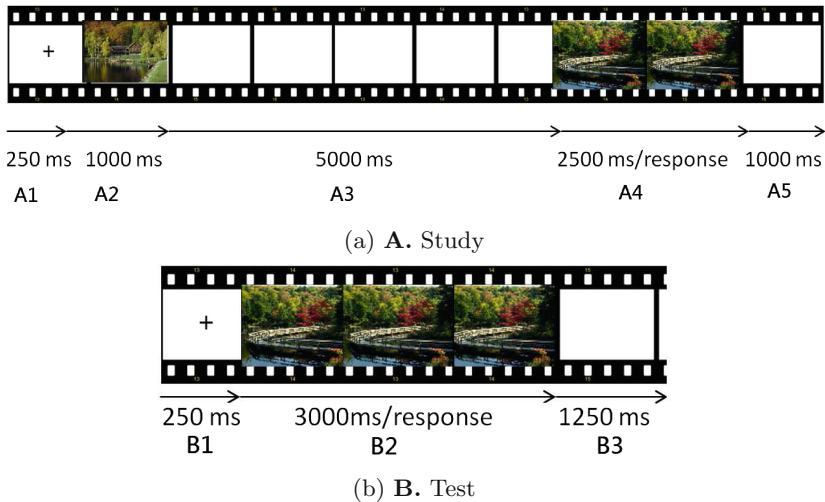 +
250 ms 1000 ms 5000 ms 2500 ms/response 1000 ms
A1 A2 A3 A4 A5
(a) A. Study
+
250 ms 3000ms/response 1250 ms
B1 B2 B3
(b) B. Test